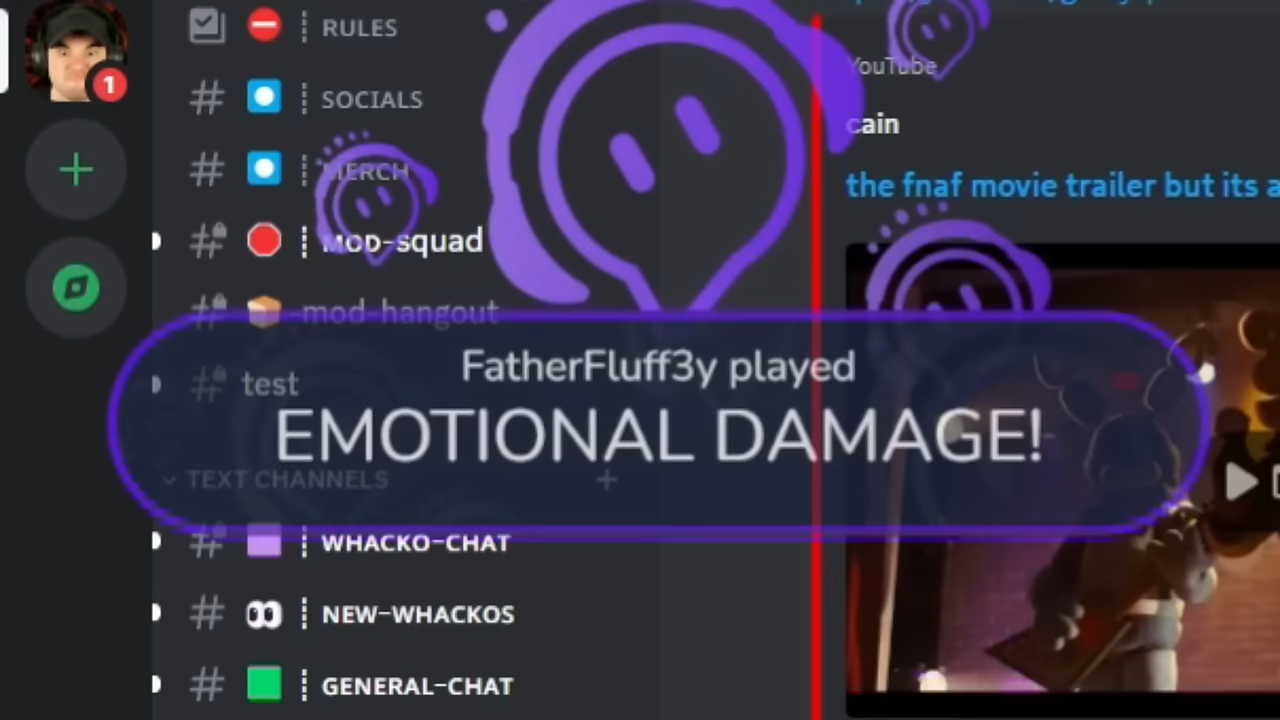 RULES
SOCIALS
MERCH
MOD-squad
-mod-hangout
test
TEXT CHANNELS
WHACKO-CHAT
NEW-WHACKOS
GENERAL-CHAT
1
YouTube
cain
the fnaf movie trailer but its a
FatherFluff3y played
EMOTIONAL DAMAGE!